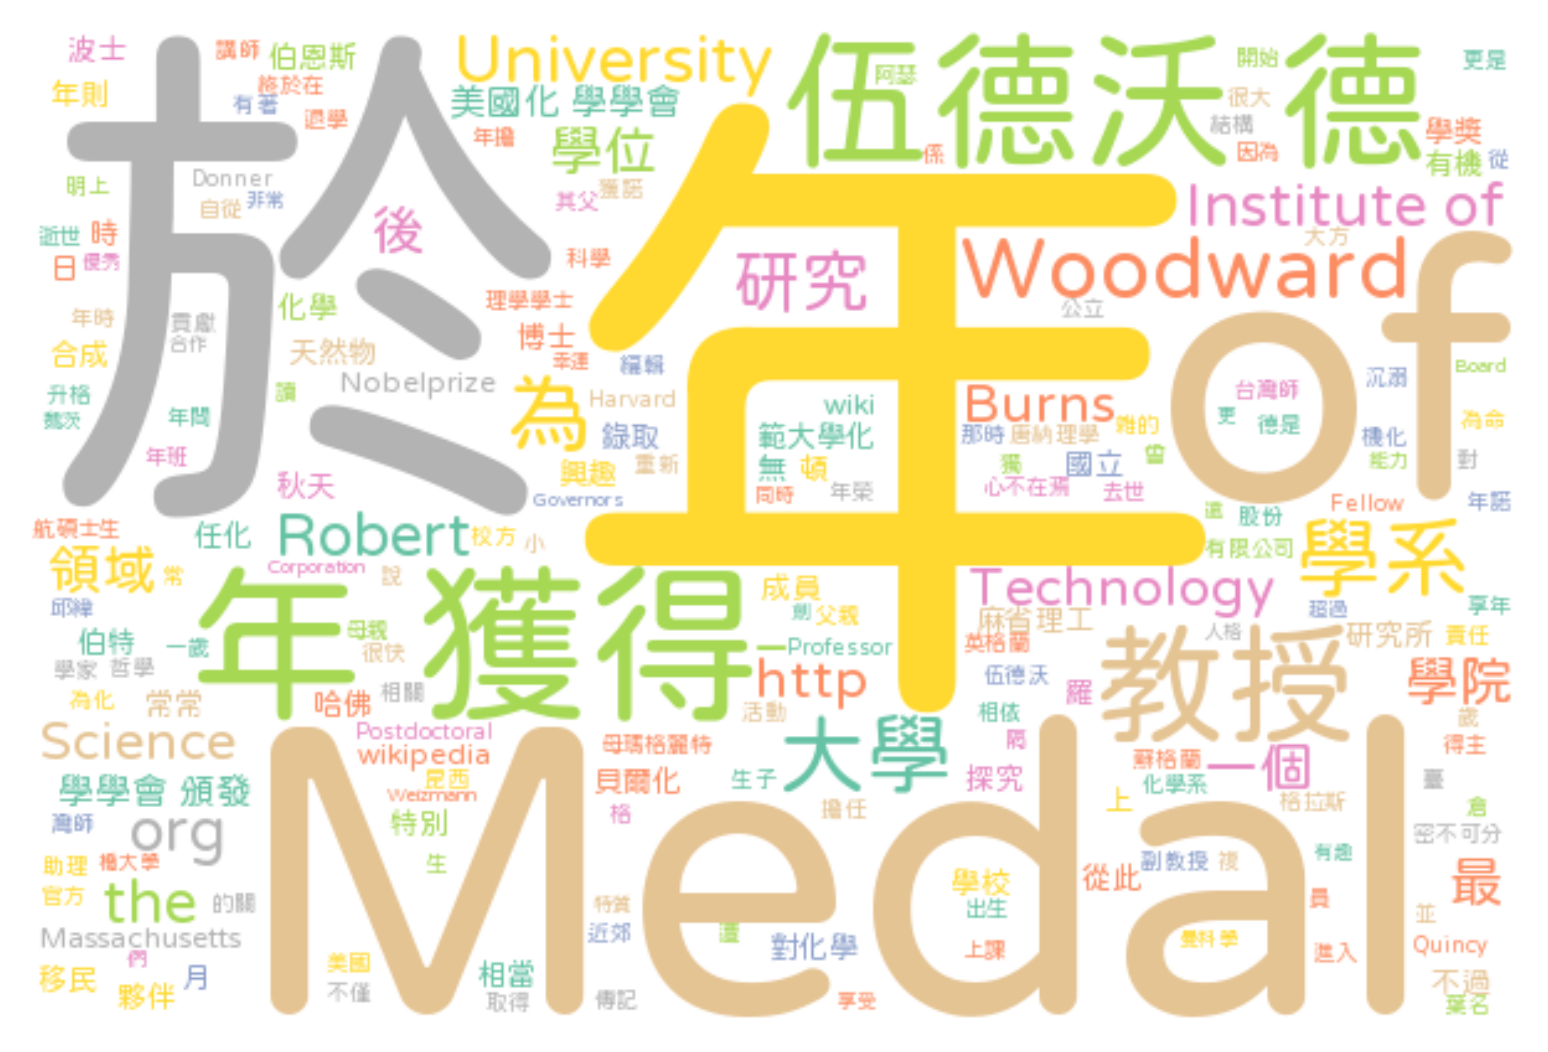 波士 講師 伯恩斯 University 伍德沃德 開始 更是
年則 有著 終於在 美國化 學學會 阿瑟 很大
於 退學 年擔 學位 年 係 結構 因為 學獎
明上 Donner 自從 非常 其父 獲諾 有機 從
逝世 時 後 科學 研究 Institute of
日 優秀 化學 理學學士 Woodward 大方 of
年時 貢獻 合作 博士 公立
合成 天然物 幸運 編輯 沉溺 Board
升格 讀 Nobelprize 為 Harvard wiki Burns 台灣師
魏茨 年間 錄取 範大學化 那時 唐納 理學 雜的 更 德是 機化 為命
年班 秋天 興趣 重新 無 頓 獨 國立 曾 能力 對
Governors 同時 年榮 心不在焉 去世 還 股份 Fellow 年諾
航碩士生 任化 Robert 校方 小 有限公司 學系
領域 常 Corporation 說 成員 Technology
邱緯 年 獲得 創 父親 麻省理工 超過 享年
伯特 一歲 母親 Professor 英格蘭 人格 研究所 責任
學家 哲學 很快 http 伍德沃 教授 學院
為化 常常 哈佛 相關 活動 羅 相依 歲
Science Medal Postdoctoral 母瑪格麗特 大學 隔 蘇格蘭 一個 得主
wikipedia 昆西 貝爾化 生子 探究 化學系 臺
學學會 頒發 Weizmann 擔任 上 格拉斯 倉
灣師 org 特別 格 密不可分
助理 檀大學 生 學校 從此 副教授 複 有趣
官方 the 的關 特質 出生 員 最
Massachusetts 近郊 還 對化學 上課 曼科學 並 進入 Quincy
移民 們 月 美國 相當 不過
夥伴 不僅 取得 傳記 享受 葉名